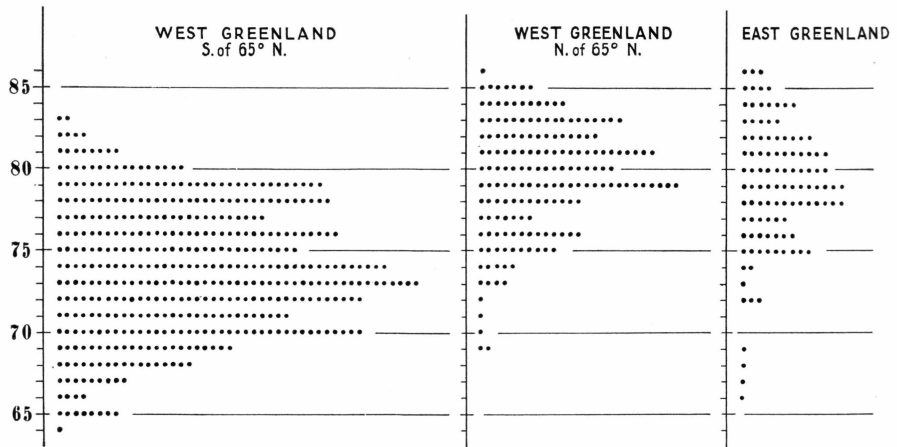 WEST GREENLAND
S. of 65° N.
WEST GREENLAND
N. of 65° N.
EAST GREENLAND
85
80
75
70
65